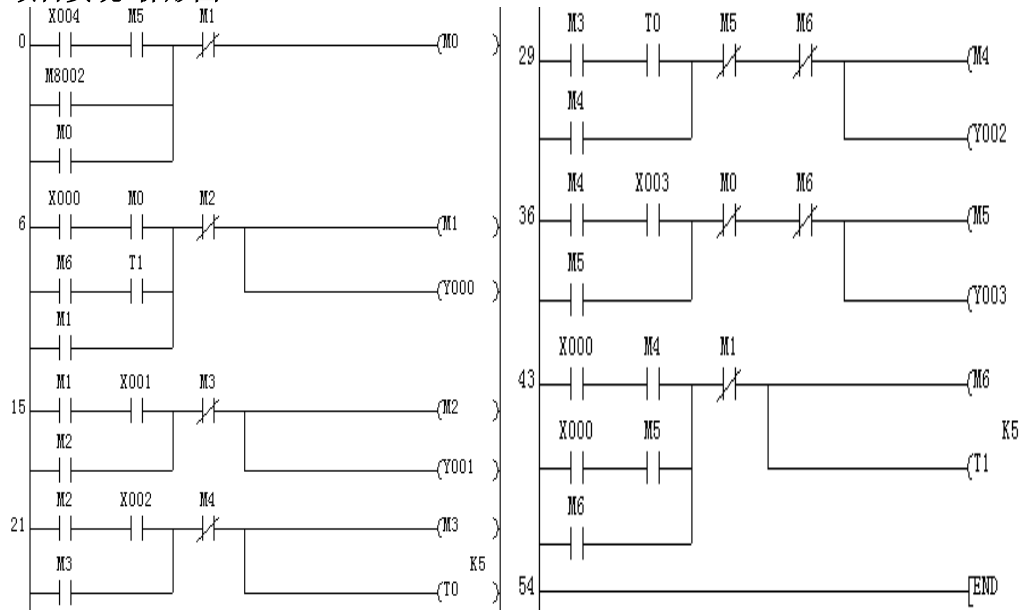 X004 M5 M1
0 (M0 )
M8002
M0
X000 M0 M2
6 (M1 )
M6 T1
(Y000 )
M1
M1 X001 M3
15 (M2 )
M2
(Y001 )
M2 X002 M4
21 (M3 )
M3 K5
(T0 )
M3 T0 M5 M6
29 (M4
M4
(Y002
M4 X003 M0 M6
36 (M5
M5
(Y003
X000 M4 M1
43 (M6
X000 M5 K5
(T1
M6
54 [END